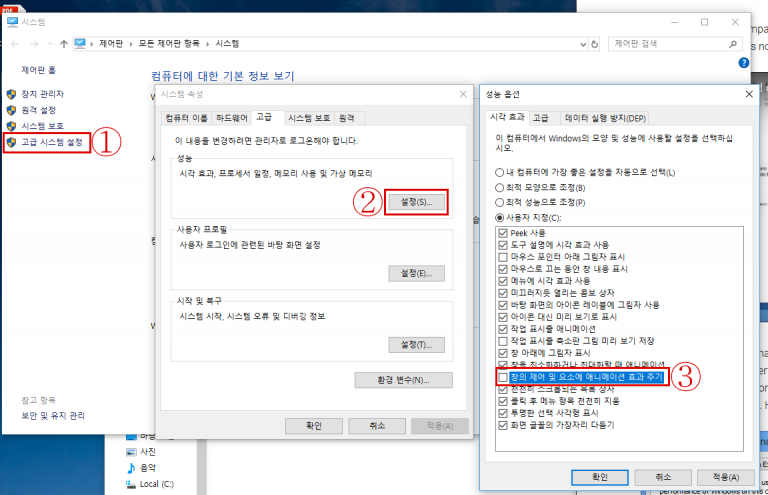 PDF
시스템
제어판 › 모든 제어판 항목 › 시스템
제어판 검색
제어판 홈
장치 관리자
원격 설정
시스템 보호
고급 시스템 설정
①
참고 항목
보안 및 유지 관리
컴퓨터에 대한 기본 정보 보기
시스템 속성
컴퓨터 이름
하드웨어
고급
시스템 보호
원격
이 내용을 변경하려면 관리자로 로그온해야 합니다.
성능
시각 효과, 프로세서 일정, 메모리 사용 및 가상 메모리
②
설정(S)...
사용자 프로필
사용자 로그인에 관련된 바탕 화면 설정
설정(E)...
시작 및 복구
시스템 시작, 시스템 오류 및 디버깅 정보
설정(T)...
환경 변수(N)...
확인
취소
적용(A)
사진
음악
Local (C:)
성능 옵션
시각 효과
고급
데이터 실행 방지(DEP)
이 컴퓨터에서 Windows의 모양 및 성능에 사용할 설정을 선택하십
시오.
내 컴퓨터에 가장 좋은 설정을 자동으로 선택(L)
최적 모양으로 조정(B)
최적 성능으로 조정(P)
사용자 지정(C):
Peek 사용
도구 설명에 시각 효과 사용
마우스 포인터 아래 그림자 표시
마우스로 끄는 동안 창 내용 표시
메뉴에 시각 효과 사용
미끄러지듯 열리는 콤보 상자
바탕 화면의 아이콘 레이블에 그림자 사용
아이콘 대신 미리 보기로 표시
작업 표시줄 애니메이션
작업 표시줄 축소판 그림 미리 보기 저장
창 아래에 그림자 표시
창을 최소화하거나 최대화할 때 애니메이션
창의 제어 및 요소에 애니메이션 효과 주기
③
천천히 스크롤되는 목록 상자
클릭 후 메뉴 항목 천천히 지움
투명한 선택 사각형 표시
화면 글꼴의 가장자리 다듬기
확인
취소
적용(A)